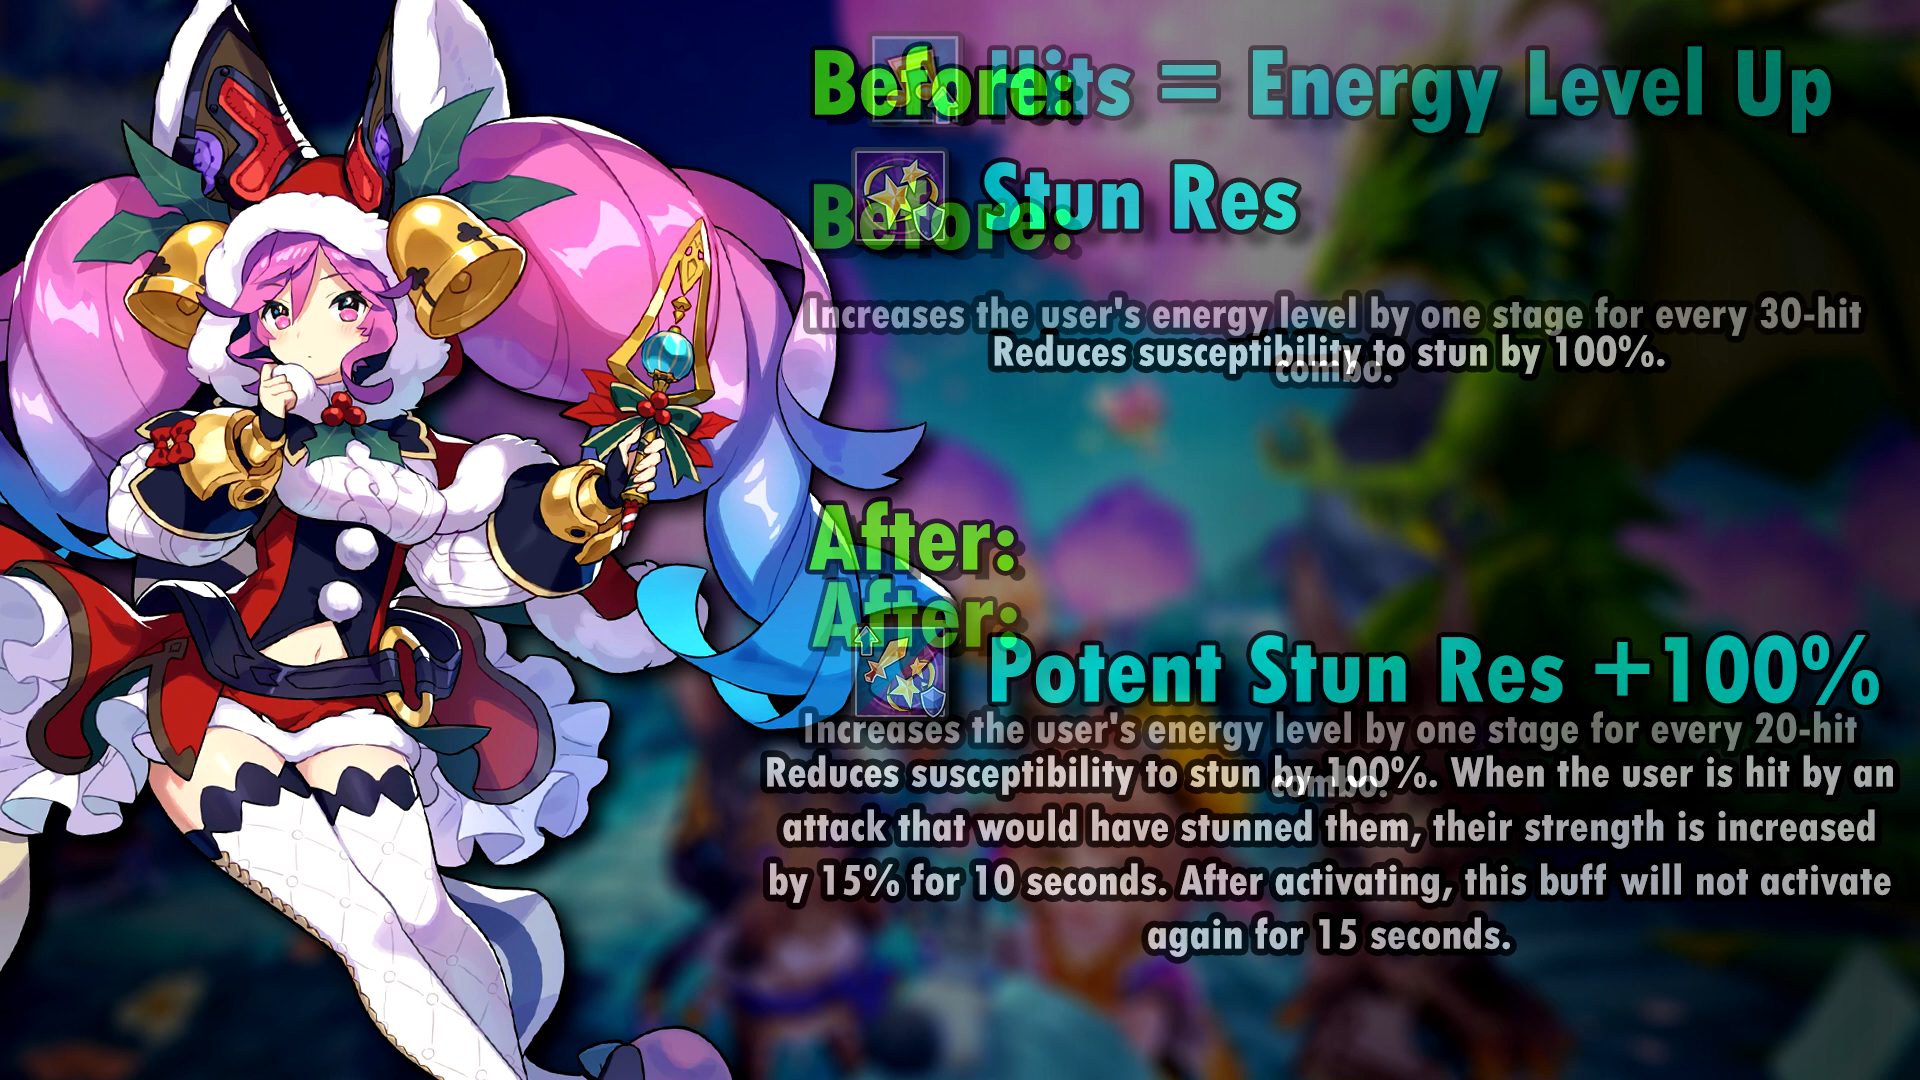 Before:
Hits = Energy Level Up
Before:
Stun Res
Increases the user's energy level by one stage for every 30-hit
combo.
Reduces susceptibility to stun by 100%.
After:
After:
Potent Stun Res +100%
Increases the user's energy level by one stage for every 20-hit
combo.
Reduces susceptibility to stun by 100%. When the user is hit by an
attack that would have stunned them, their strength is increased
by 15% for 10 seconds. After activating, this buff will not activate
again for 15 seconds.